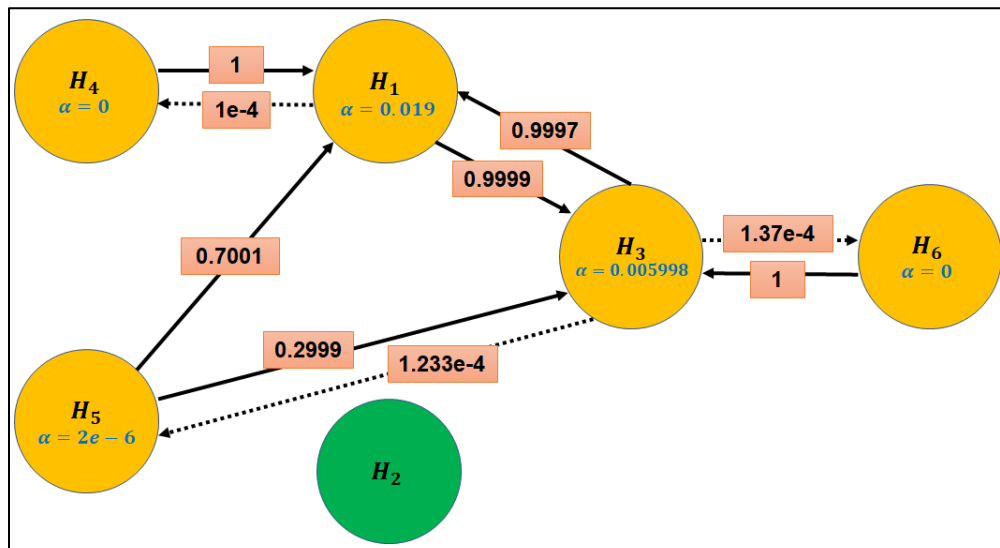 H₄
α = 0
1
1e-4
H₁
α = 0.019
0.9997
0.9999
0.7001
H₃
α = 0.005998
1.37e-4
1
H₆
α = 0
0.2999
1.233e-4
H₅
α = 2e − 6
H₂